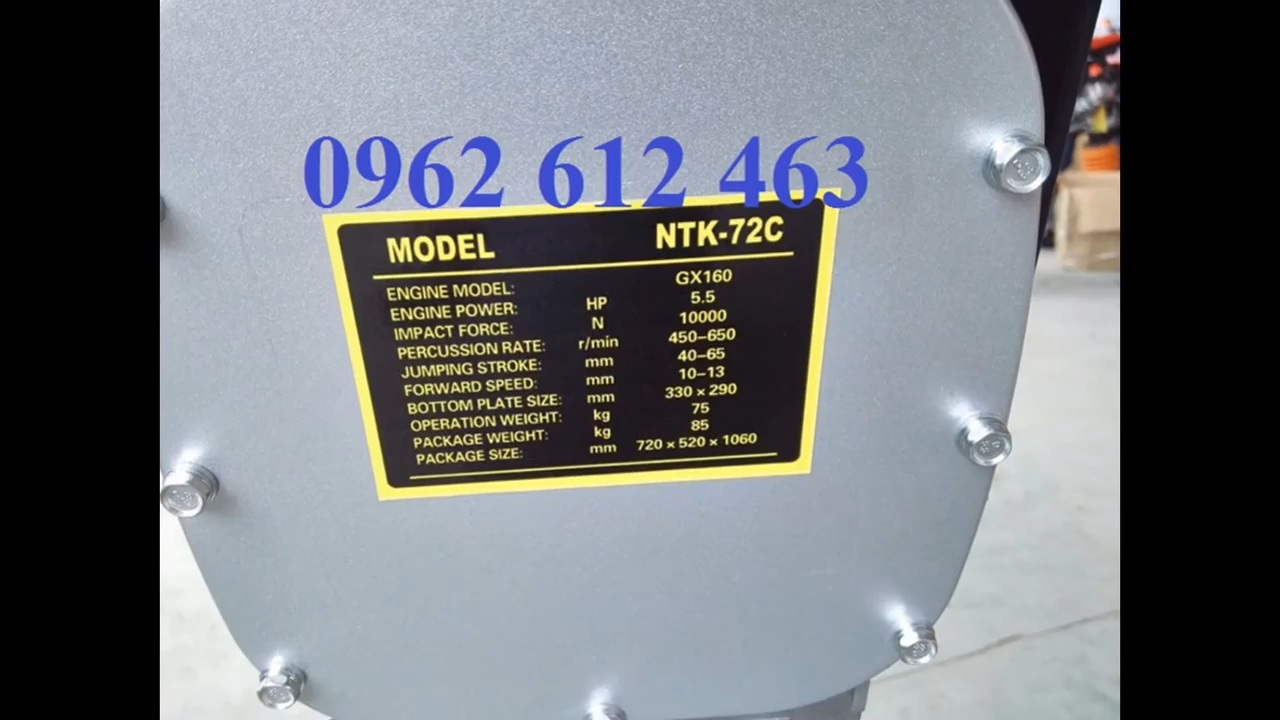 0962 612 463
MODEL NTK-72C
ENGINE MODEL: GX160
ENGINE POWER: HP 5.5
IMPACT FORCE: N 10000
PERCUSSION RATE: r/min 450–650
JUMPING STROKE: mm 40–65
FORWARD SPEED: mm 10–13
BOTTOM PLATE SIZE: mm 330 × 290
OPERATION WEIGHT: kg 75
PACKAGE WEIGHT: kg 85
PACKAGE SIZE: mm 720 × 520 × 1060